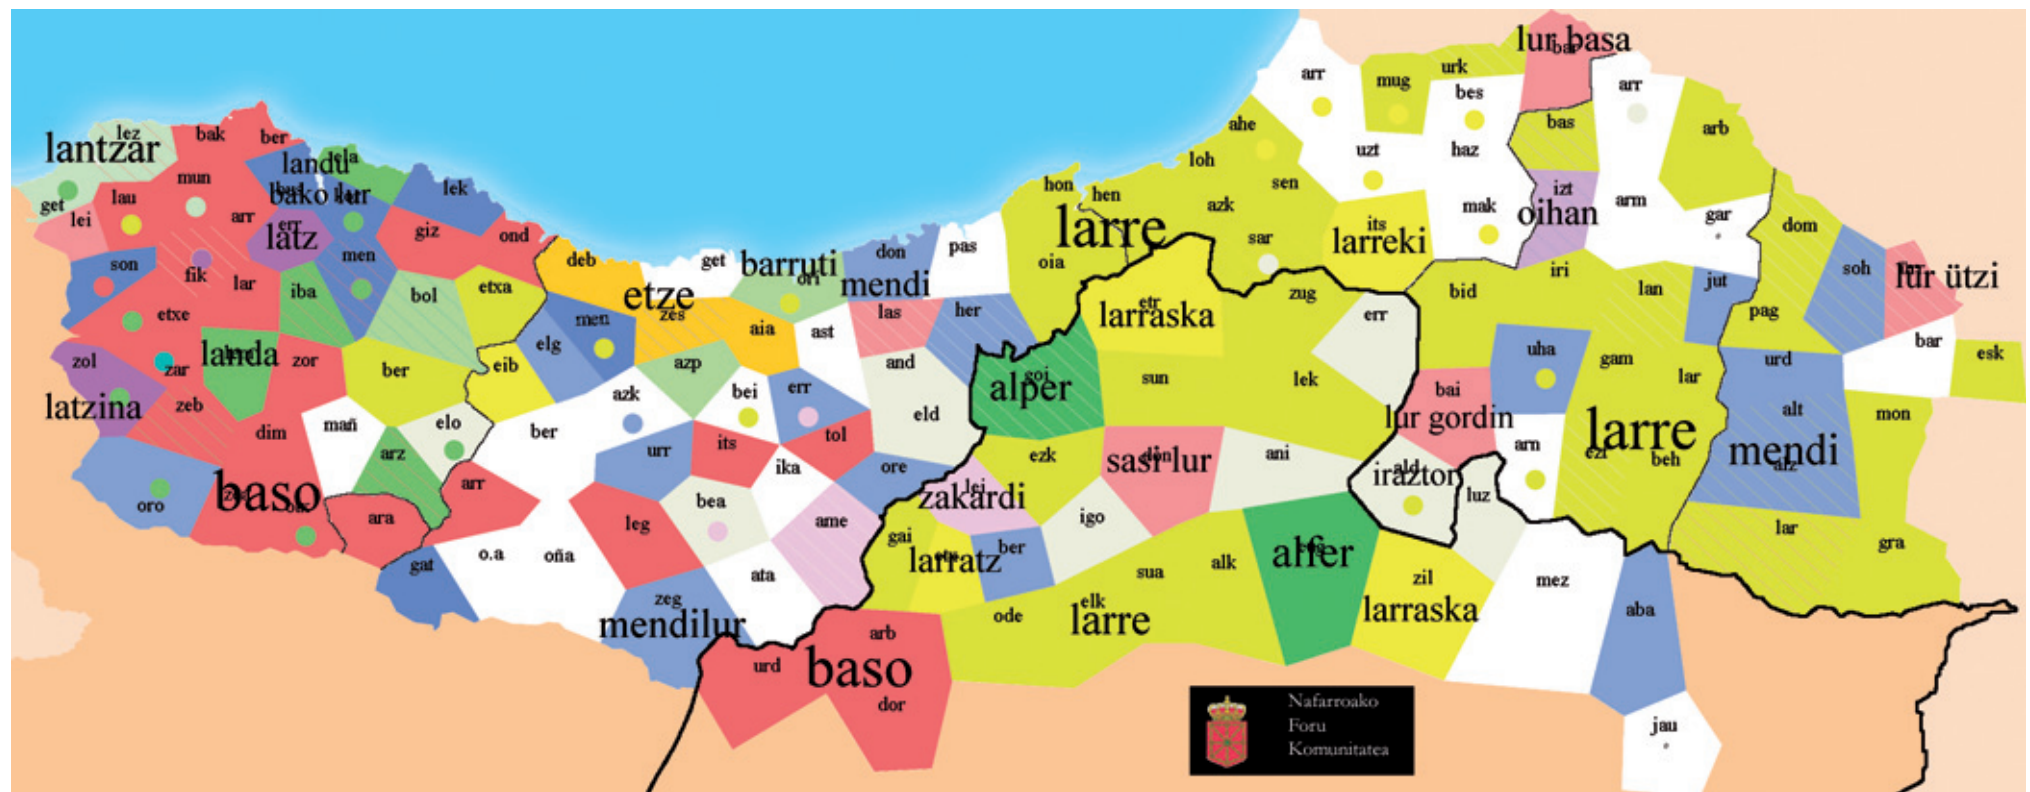 lur basa
urk
arr
mug
bes
arr
ahe
bas
arb
lez
bak
ber
lantzar
landu
ela
uzt
haz
loh
mun
bako lur
lek
hon
hen
sen
izt
get
lau
azk
mak
oihan
arm
gar
lei
arr
latz
giz
ond
larre
sar
its
larreki
dom
son
fik
men
deb
get
barruti
don
pas
oia
iri
soh
lur ützi
lar
iba
bol
etxa
etze
ori
mendi
zug
bid
lan
jut
etxe
men
zes
aia
ast
las
her
larraska
etr
err
pag
landa
zor
elg
uha
bar
esk
zol
zar
ber
eib
azp
and
gam
urd
latzina
zeb
azk
bei
err
alper
goi
sun
lek
bai
lar
dim
mañ
elo
ber
its
tol
eld
lur gordin
larre
alt
mon
arz
urr
ika
ore
ezk
sasi lur
ani
arn
beh
mendi
baso
arr
zakardi
lei
irazton
ald
luz
oro
ara
leg
bea
ame
igo
lar
gra
o.a
oña
gai
larratz
ber
alfer
gat
ata
sua
alk
zil
mez
zeg
ode
elk
larre
larraska
aba
mendilur
arb
urd
baso
dor
jau
Nafarroako
Foru
Komunitatea